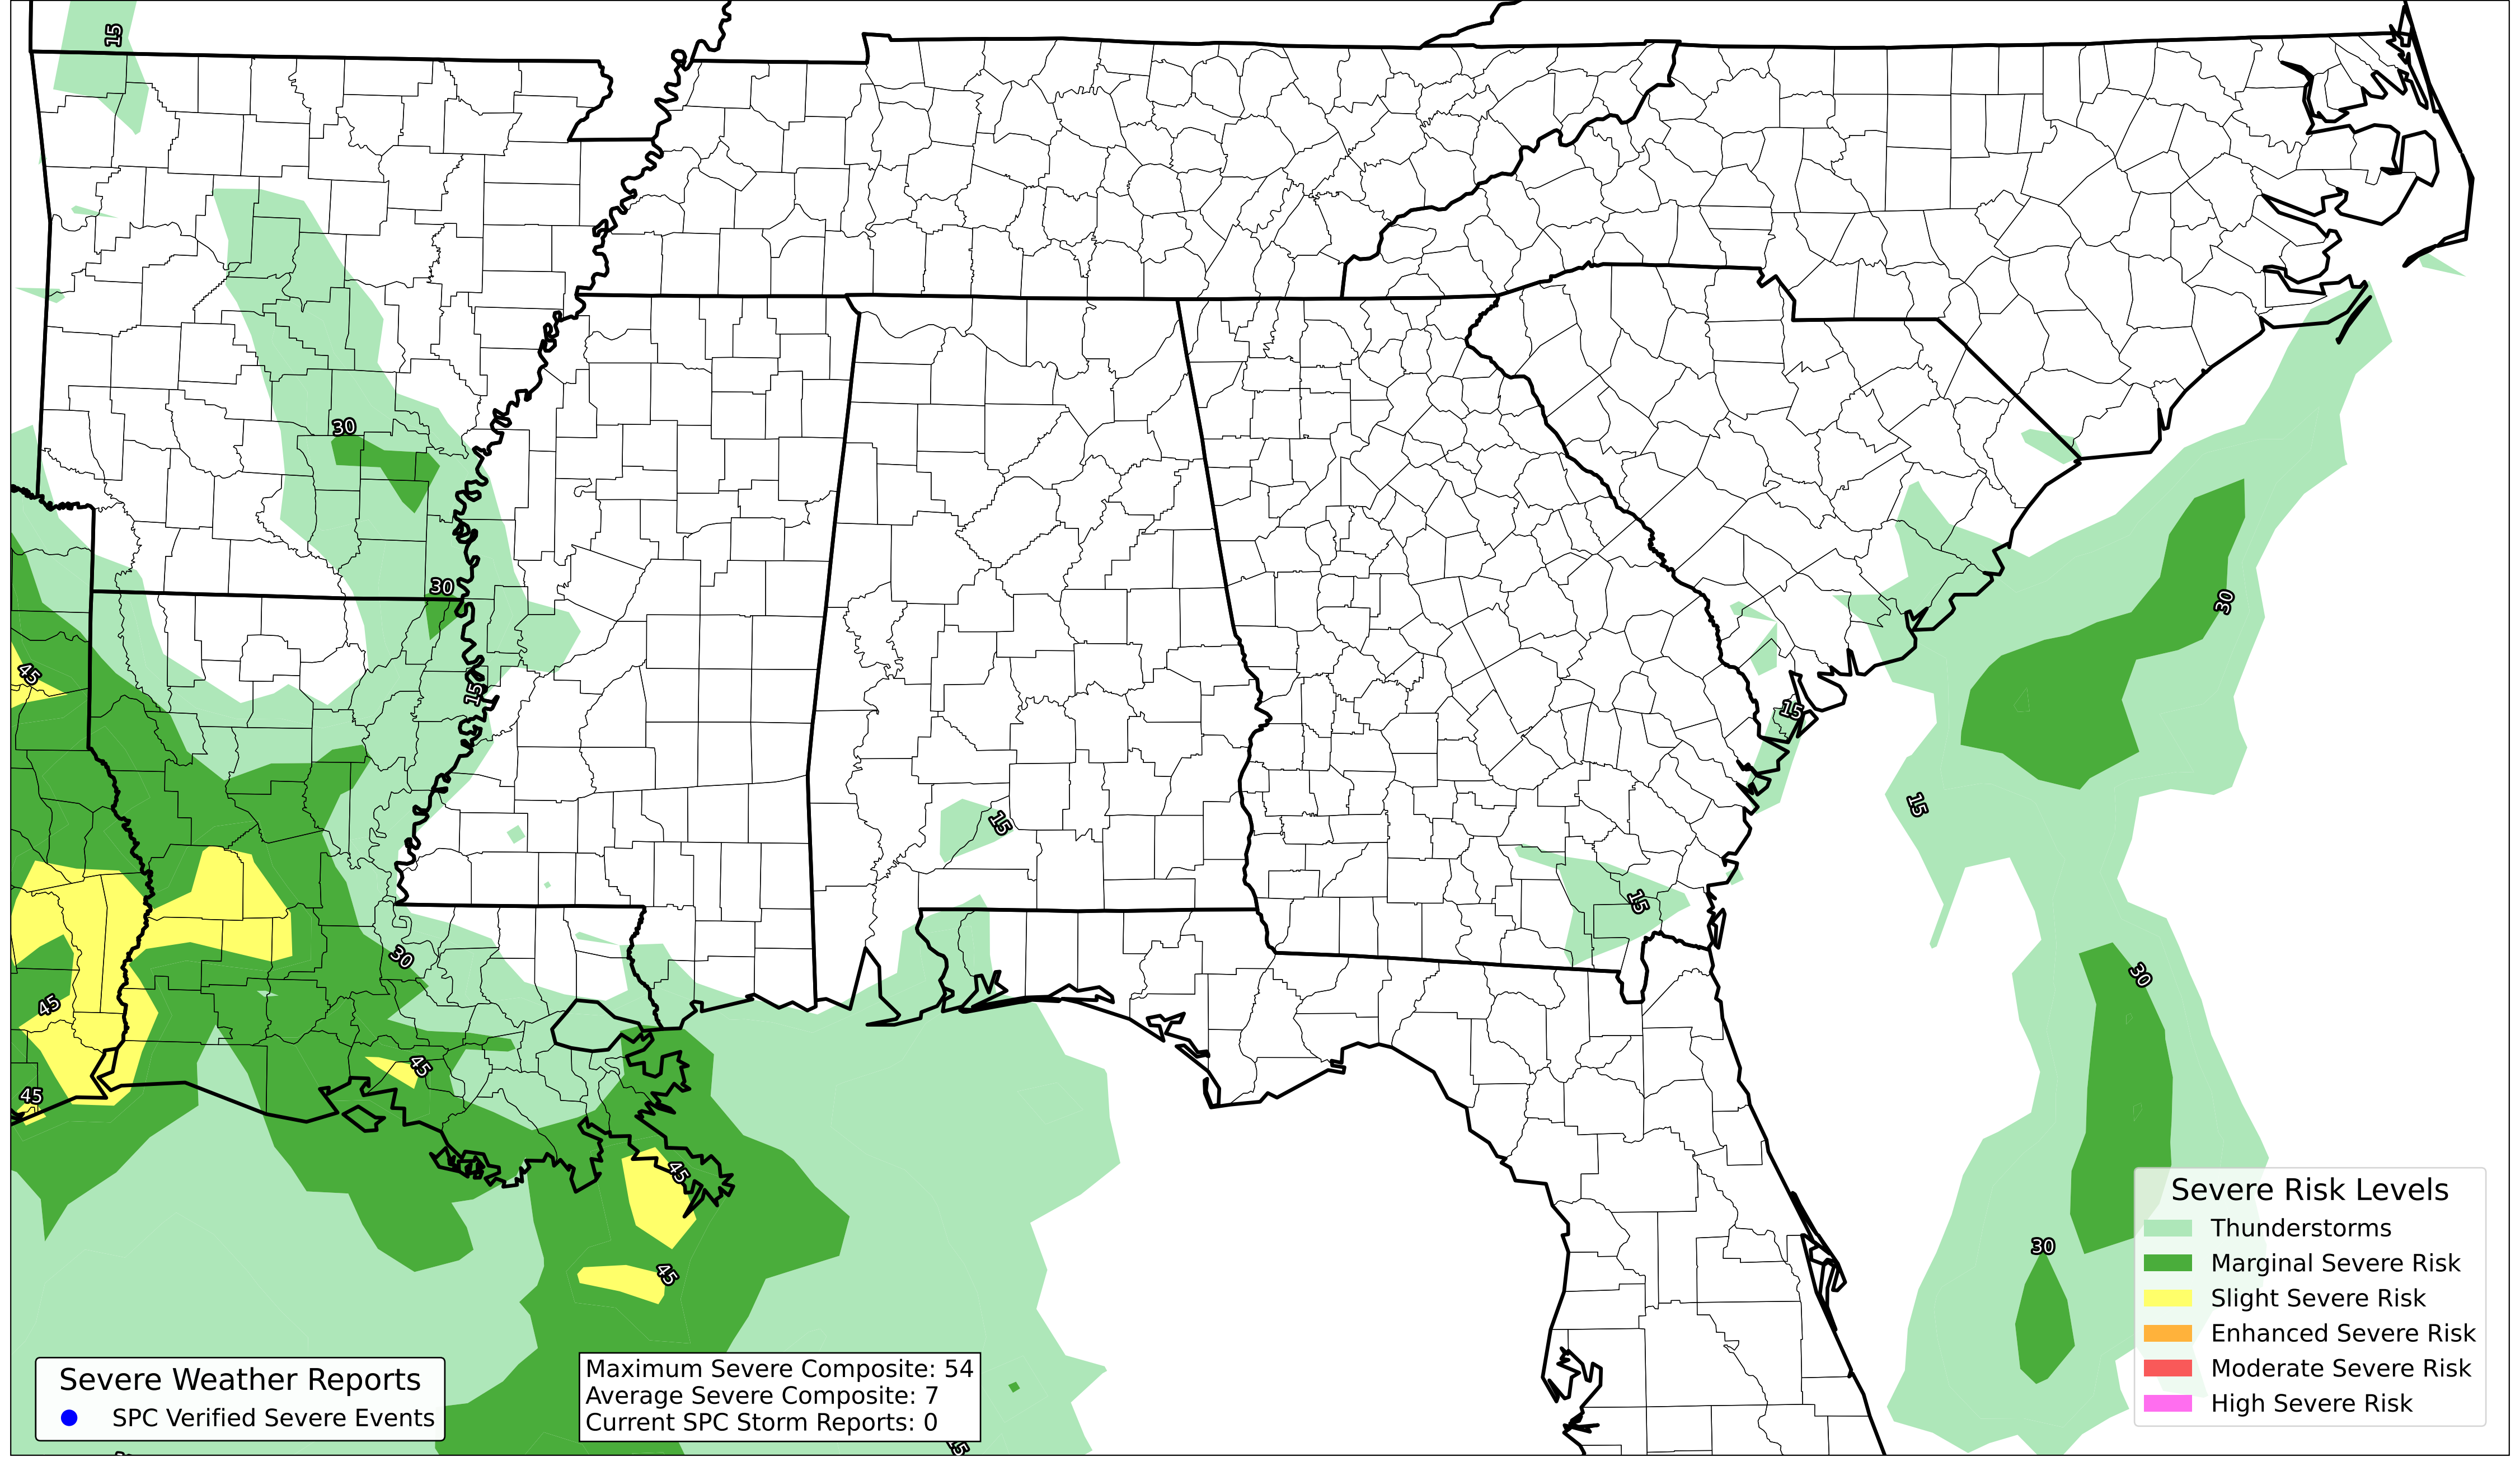 15
30
30
45
15
30
15
15
15
15
30
45
30
45
45
45
30
45
15
Severe Risk Levels
Thunderstorms
Marginal Severe Risk
Slight Severe Risk
Enhanced Severe Risk
Moderate Severe Risk
High Severe Risk
Severe Weather Reports
SPC Verified Severe Events
Maximum Severe Composite: 54
Average Severe Composite: 7
Current SPC Storm Reports: 0